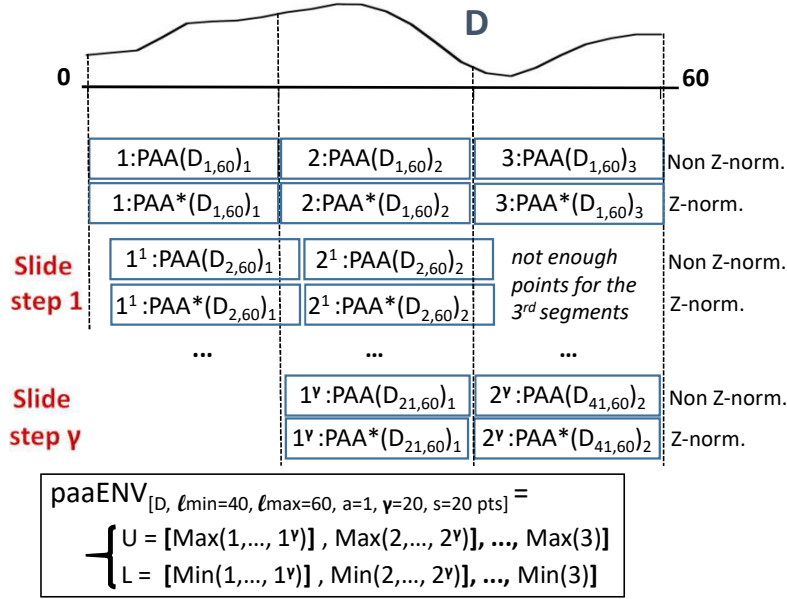 D
0
60
1:PAA(D₁,₆₀)₁ 2:PAA(D₁,₆₀)₂ 3:PAA(D₁,₆₀)₃ Non Z-norm.
1:PAA*(D₁,₆₀)₁ 2:PAA*(D₁,₆₀)₂ 3:PAA*(D₁,₆₀)₃ Z-norm.
Slide
step 1
1¹ :PAA(D₂,₆₀)₁ 2¹ :PAA(D₂,₆₀)₂ Non Z-norm.
1¹ :PAA*(D₂,₆₀)₁ 2¹ :PAA*(D₂,₆₀)₂ Z-norm.
not enough
points for the
3ʳᵈ segments
... ... ...
Slide
step γ
1ᵞ :PAA(D₂₁,₆₀)₁ 2ᵞ :PAA(D₄₁,₆₀)₂ Non Z-norm.
1ᵞ :PAA*(D₂₁,₆₀)₁ 2ᵞ :PAA*(D₄₁,₆₀)₂ Z-norm.
paaENV[D, ℓmin=40, ℓmax=60, a=1, γ=20, s=20 pts] =
U = [Max(1,..., 1ᵞ)] , Max(2,..., 2ᵞ)], ..., Max(3)]
L = [Min(1,..., 1ᵞ)] , Min(2,..., 2ᵞ)], ..., Min(3)]